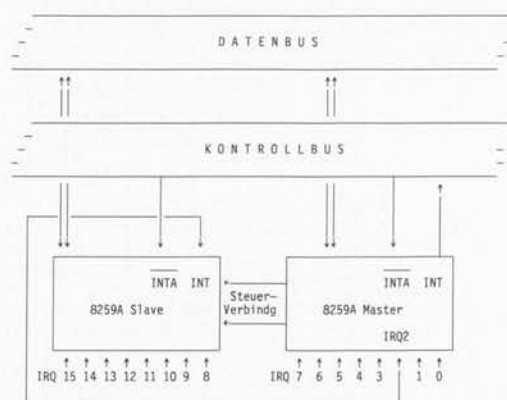 DATENBUS
KONTROLLBUS
INTA INT
8259A Slave
Steuer-
Verbindg
INTA INT
8259A Master
IRQ2
IRQ 15 14 13 12 11 10 9 8
IRQ 7 6 5 4 3 1 0